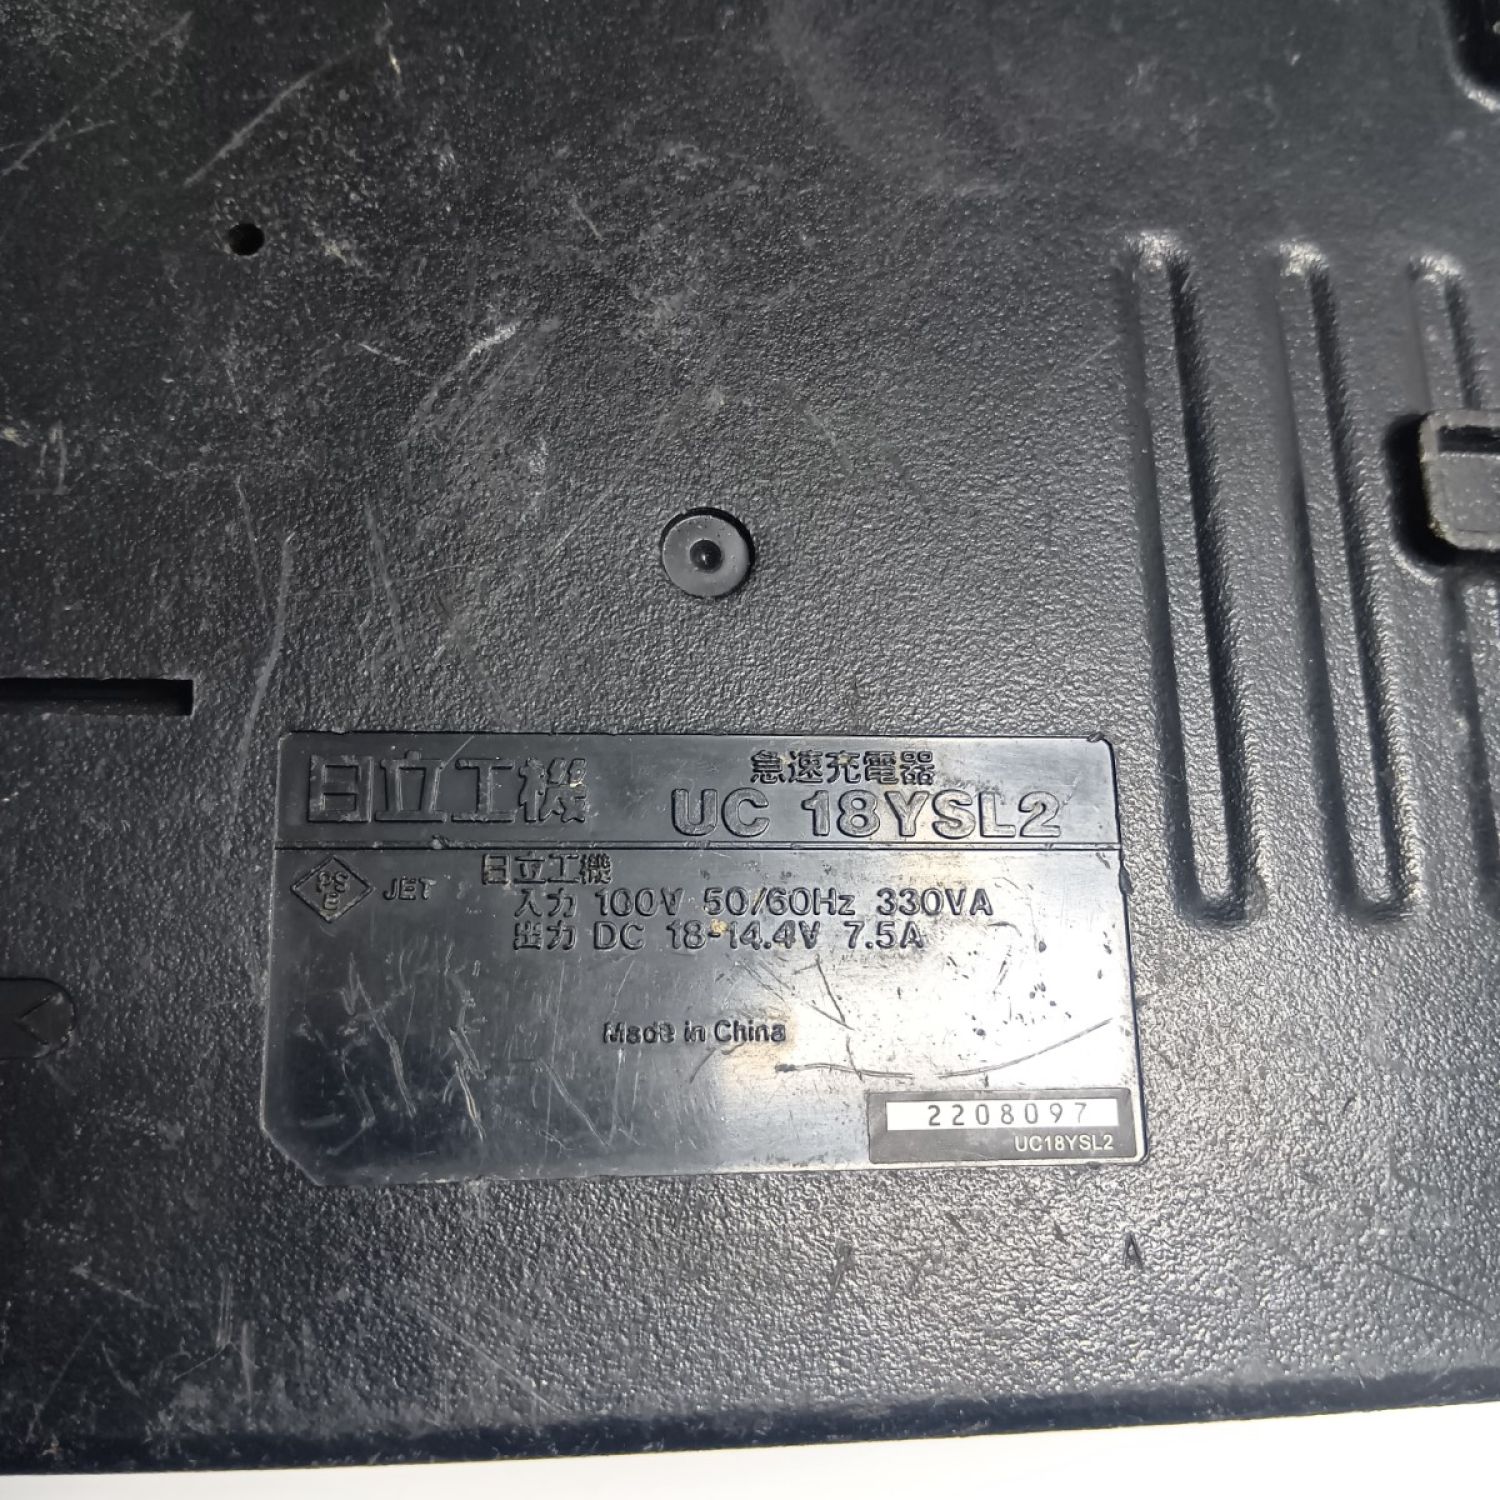 日立工機
急速充電器
UC 18YSL2
PS
E
JET
日立工機
入力 100V 50/60Hz 330VA
出力 DC 18-14.4V 7.5A
Made in China
2208097
UC18YSL2
A